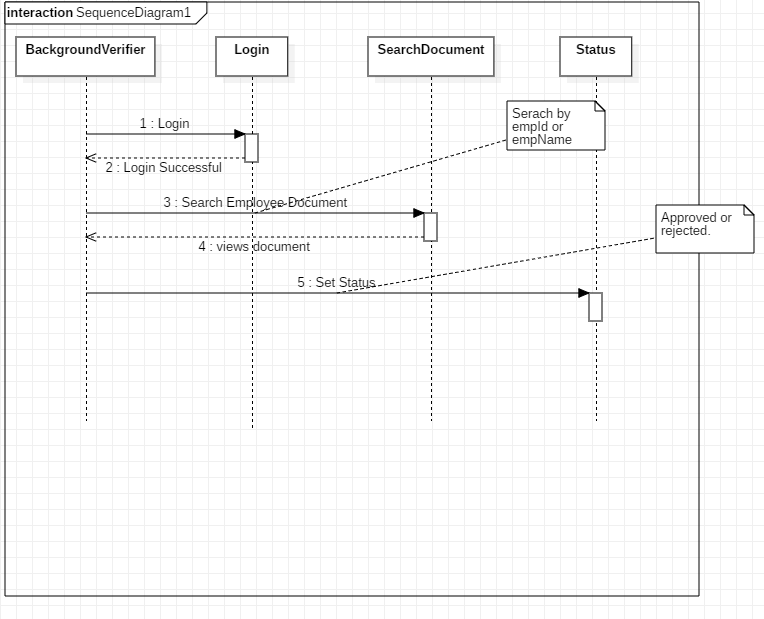 interaction SequenceDiagram1
BackgroundVerifier
Login
SearchDocument
Status
Serach by
empId or
empName
1 : Login
2 : Login Successful
3 : Search Employee Document
Approved or
rejected.
4 : views document
5 : Set Status